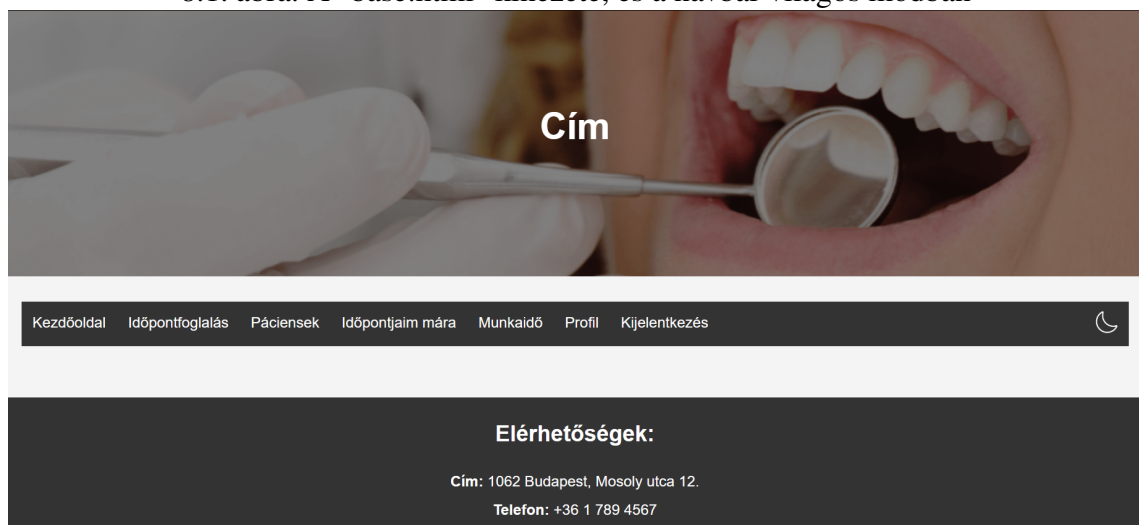 Cím
Kezdőoldal Időpontfoglalás Páciensek Időpontjaim mára Munkaidő Profil Kijelentkezés
Elérhetőségek:
Cím: 1062 Budapest, Mosoly utca 12.
Telefon: +36 1 789 4567